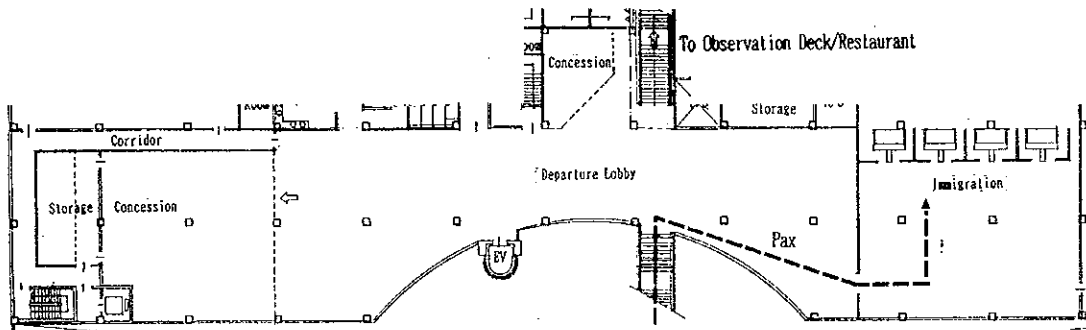 To Observation Deck/Restaurant
Concession
Storage
Corridor
Departure Lobby
Immigration
Storage
Concession
Pax
EV